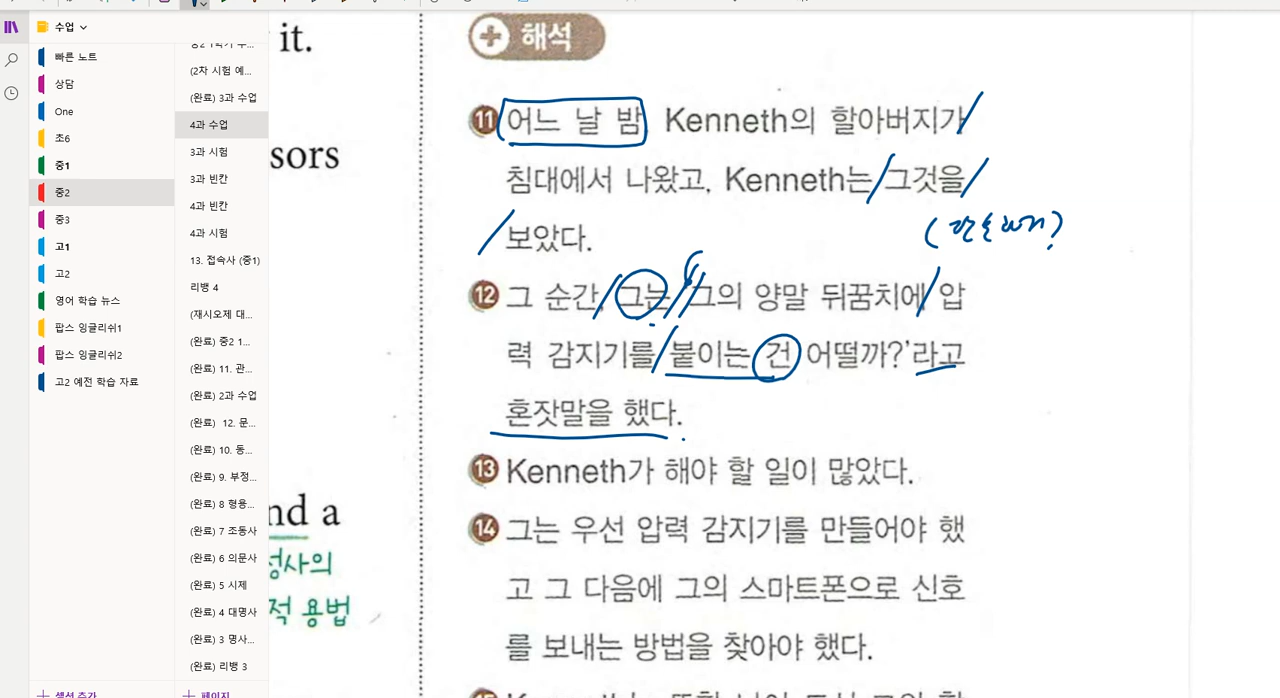 수업
빠른 노트
상담
One
초6
중1
중2
중3
고1
고2
영어 학습 뉴스
팝스 잉글리쉬1
팝스 잉글리쉬2
고2 예전 학습 자료
섹션 추가
(2차 시험 예...
(완료) 3과 수업
4과 수업
3과 시험
3과 빈칸
4과 빈칸
4과 시험
13. 접속사 (중1)
리뱅 4
(재시오제 대...
(완료) 중2 1...
(완료) 11. 관...
(완료) 2과 수업
(완료) 12. 문...
(완료) 10. 동...
(완료) 9. 부정...
(완료) 8 형용...
(완료) 7 조동사
(완료) 6 의문사
(완료) 5 시제
(완료) 4 대명사
(완료) 3 명사...
(완료) 리뱅 3
페이지
it.
sors
nd a
성사의
적 용법
해석
11 어느 날 밤 Kenneth의 할아버지가
침대에서 나왔고, Kenneth는 그것을
보았다.
12 그 순간, 그는 '그의 양말 뒤꿈치에 압
력 감지기를 붙이는 건 어떨까?'라고
혼잣말을 했다.
13 Kenneth가 해야 할 일이 많았다.
14 그는 우선 압력 감지기를 만들어야 했
고 그 다음에 그의 스마트폰으로 신호
를 보내는 방법을 찾아야 했다.